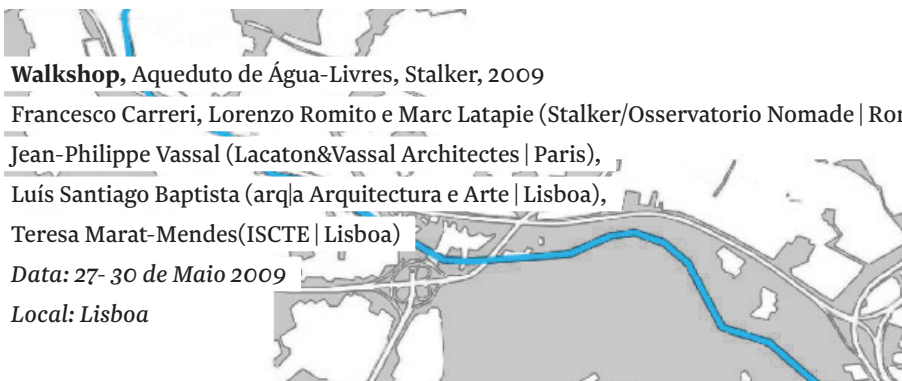 Walkshop, Aqueduto de Água-Livres, Stalker, 2009
Francesco Carreri, Lorenzo Romito e Marc Latapie (Stalker/Osservatorio Nomade | Ro
Jean-Philippe Vassal (Lacaton&Vassal Architectes | Paris),
Luís Santiago Baptista (arq|a Arquitectura e Arte | Lisboa),
Teresa Marat-Mendes(ISCTE | Lisboa)
Data: 27- 30 de Maio 2009
Local: Lisboa